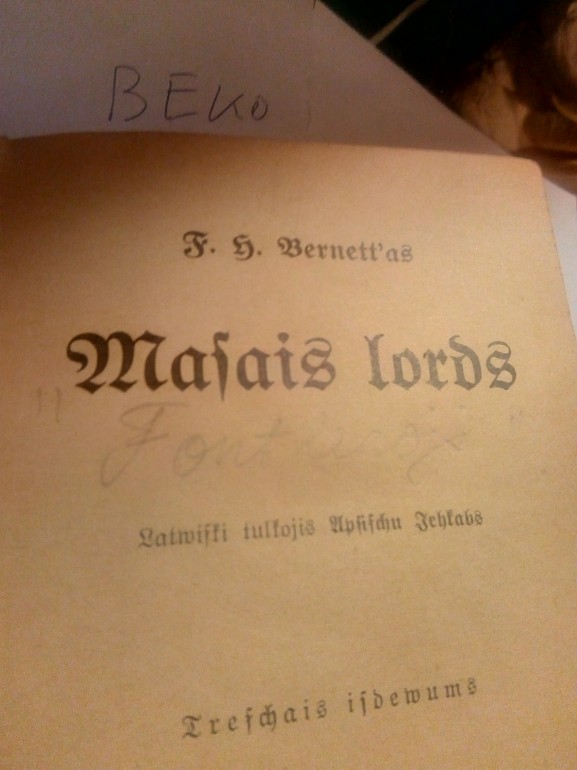 BEKO
F. H. Bernett'as
Maſais lords
Latwiſki tulkojis Apſiſchu Jehkabs
Treſchais iſdewums